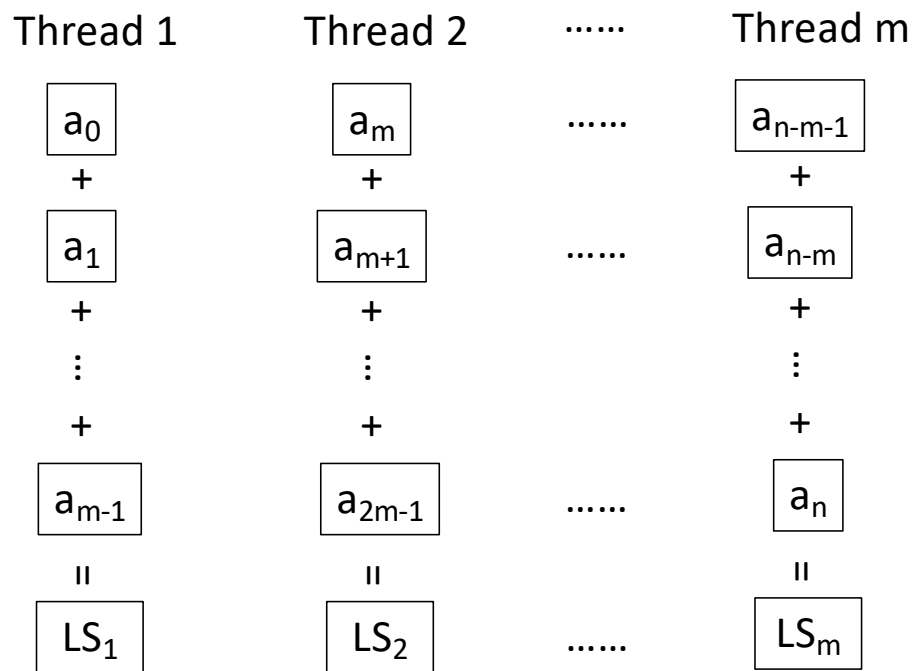 Thread 1 Thread 2 …… Thread m
a₀ aₘ …… aₙ₋ₘ₋₁
+ + +
a₁ aₘ₊₁ …… aₙ₋ₘ
+ + +
⋮ ⋮ ⋮
+ + +
aₘ₋₁ a₂ₘ₋₁ …… aₙ
= = =
LS₁ LS₂ …… LSₘ